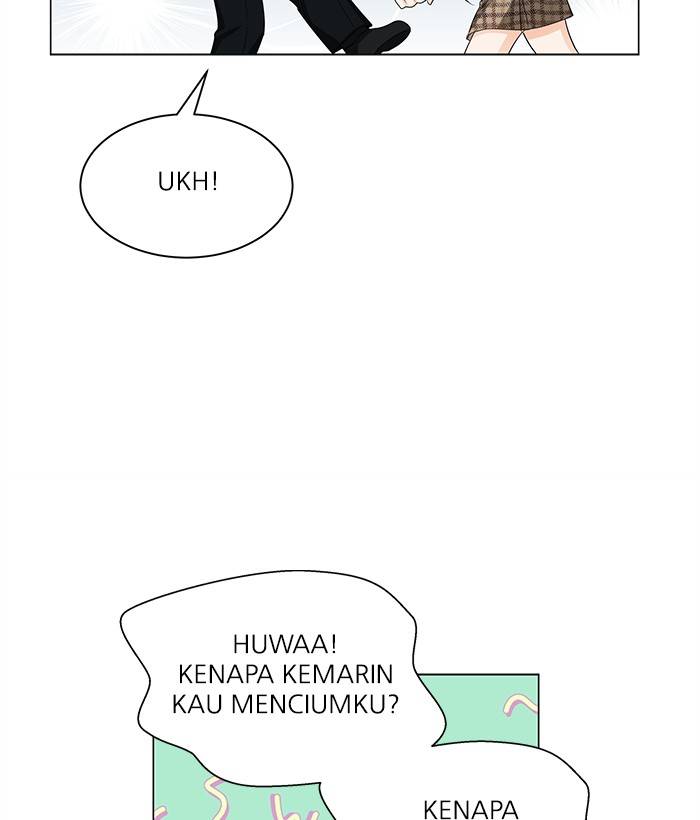 UKH!
HUWAA!
KENAPA KEMARIN
KAU MENCIUMKU?
KENAPA